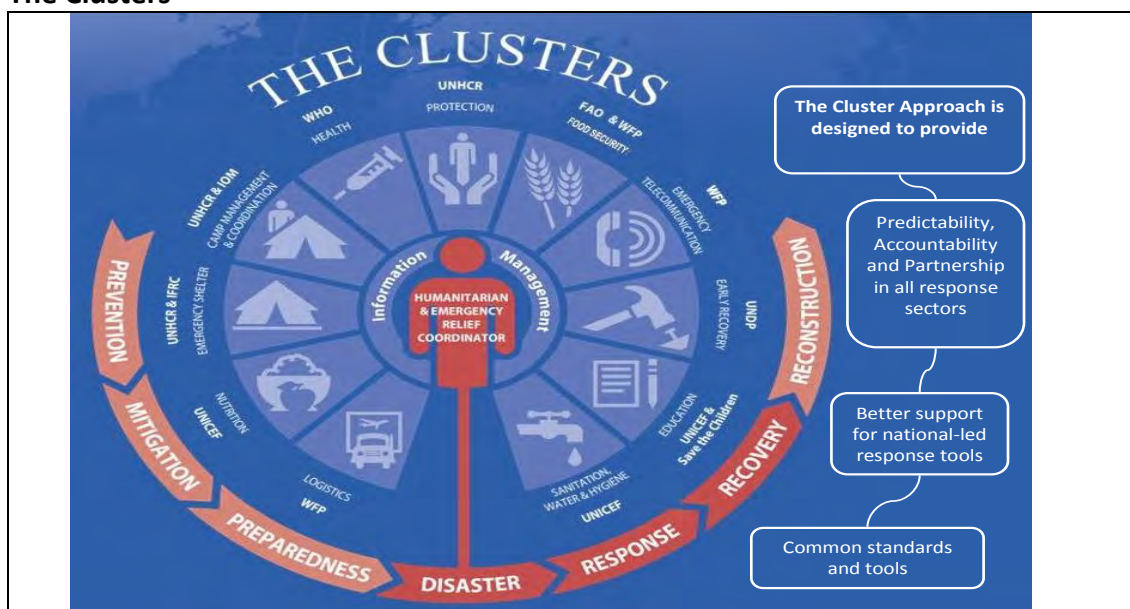 The Clusters
THE CLUSTERS
UNHCR
PROTECTION
FAO & WFP
FOOD SECURITY
WFP
EMERGENCY
TELECOMMUNICATION
UNDP
EARLY RECOVERY
EDUCATION
UNICEF &
Save the Children
SANITATION,
WATER & HYGIENE
UNICEF
LOGISTICS
WFP
NUTRITION
UNICEF
UNHCR & IFRC
EMERGENCY SHELTER
UNHCR & IOM
CAMP MANAGEMENT
& COORDINATION
WHO
HEALTH
Information
Management
HUMANITARIAN
& EMERGENCY
RELIEF
COORDINATOR
PREVENTION
MITIGATION
PREPAREDNESS
DISASTER
RESPONSE
RECOVERY
RECONSTRUCTION
The Cluster Approach is
designed to provide
Predictability,
Accountability
and Partnership
in all response
sectors
Better support
for national-led
response tools
Common standards
and tools